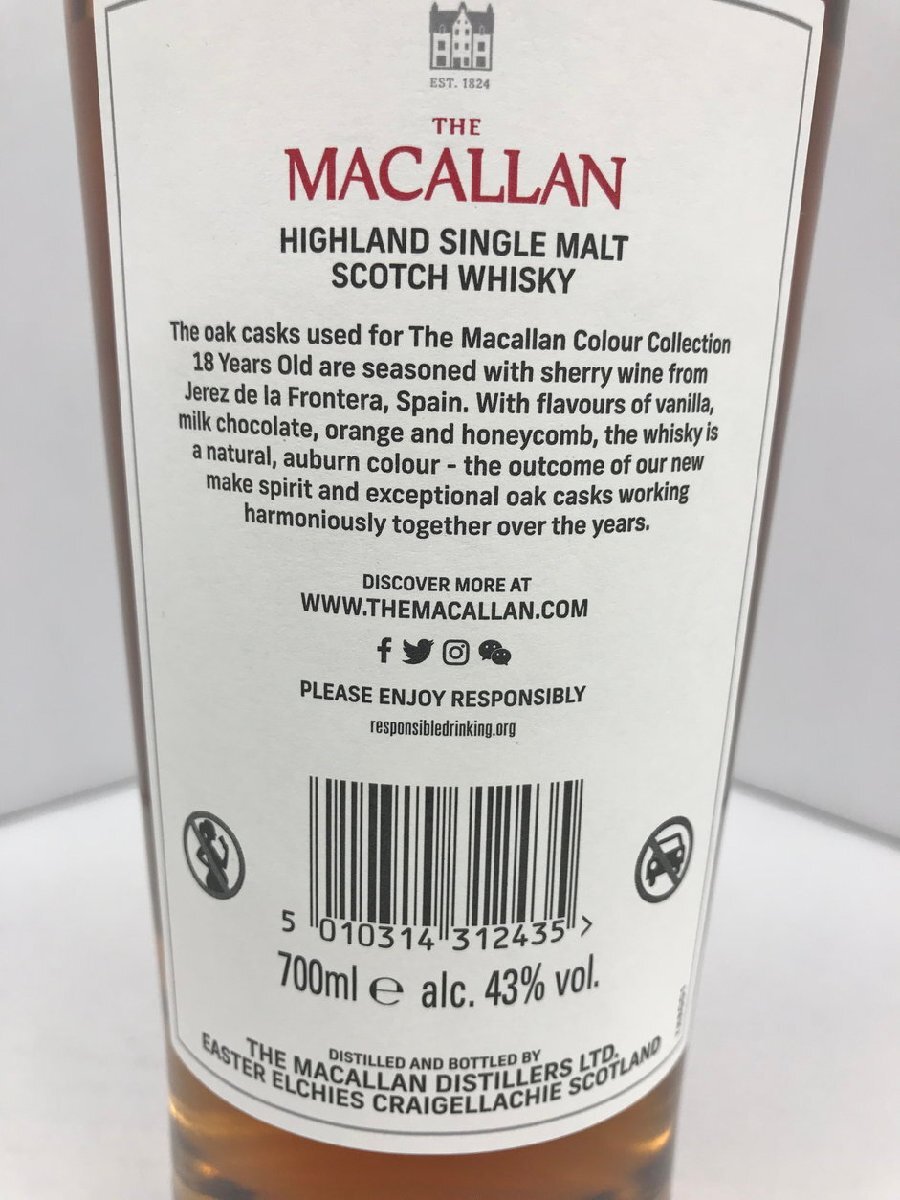 EST. 1824
THE
MACALLAN
HIGHLAND SINGLE MALT
SCOTCH WHISKY
The oak casks used for The Macallan Colour Collection
18 Years Old are seasoned with sherry wine from
Jerez de la Frontera, Spain. With flavours of vanilla,
milk chocolate, orange and honeycomb, the whisky is
a natural, auburn colour - the outcome of our new
make spirit and exceptional oak casks working
harmoniously together over the years.
DISCOVER MORE AT
WWW.THEMACALLAN.COM
PLEASE ENJOY RESPONSIBLY
responsibledrinking.org
5 010314 312435 >
700ml e alc. 43% vol.
DISTILLED AND BOTTLED BY
THE MACALLAN DISTILLERS LTD.
EASTER ELCHIES CRAIGELLACHIE SCOTLAND